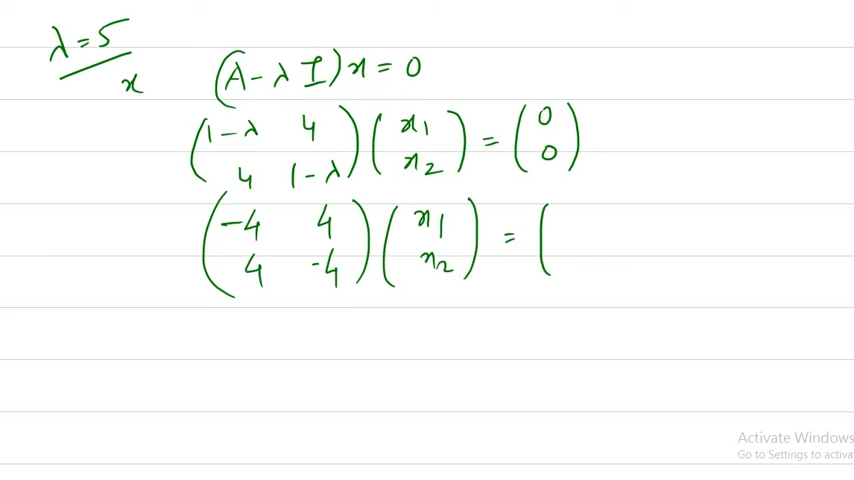 λ = 5
x
(A - λ I) x = 0
(1-λ 4) (x1) = (0)
(4 1-λ) (x2) (0)
(-4 4) (x1) = (
(4 -4) (x2)
Activate Windows
Go to Settings to activa